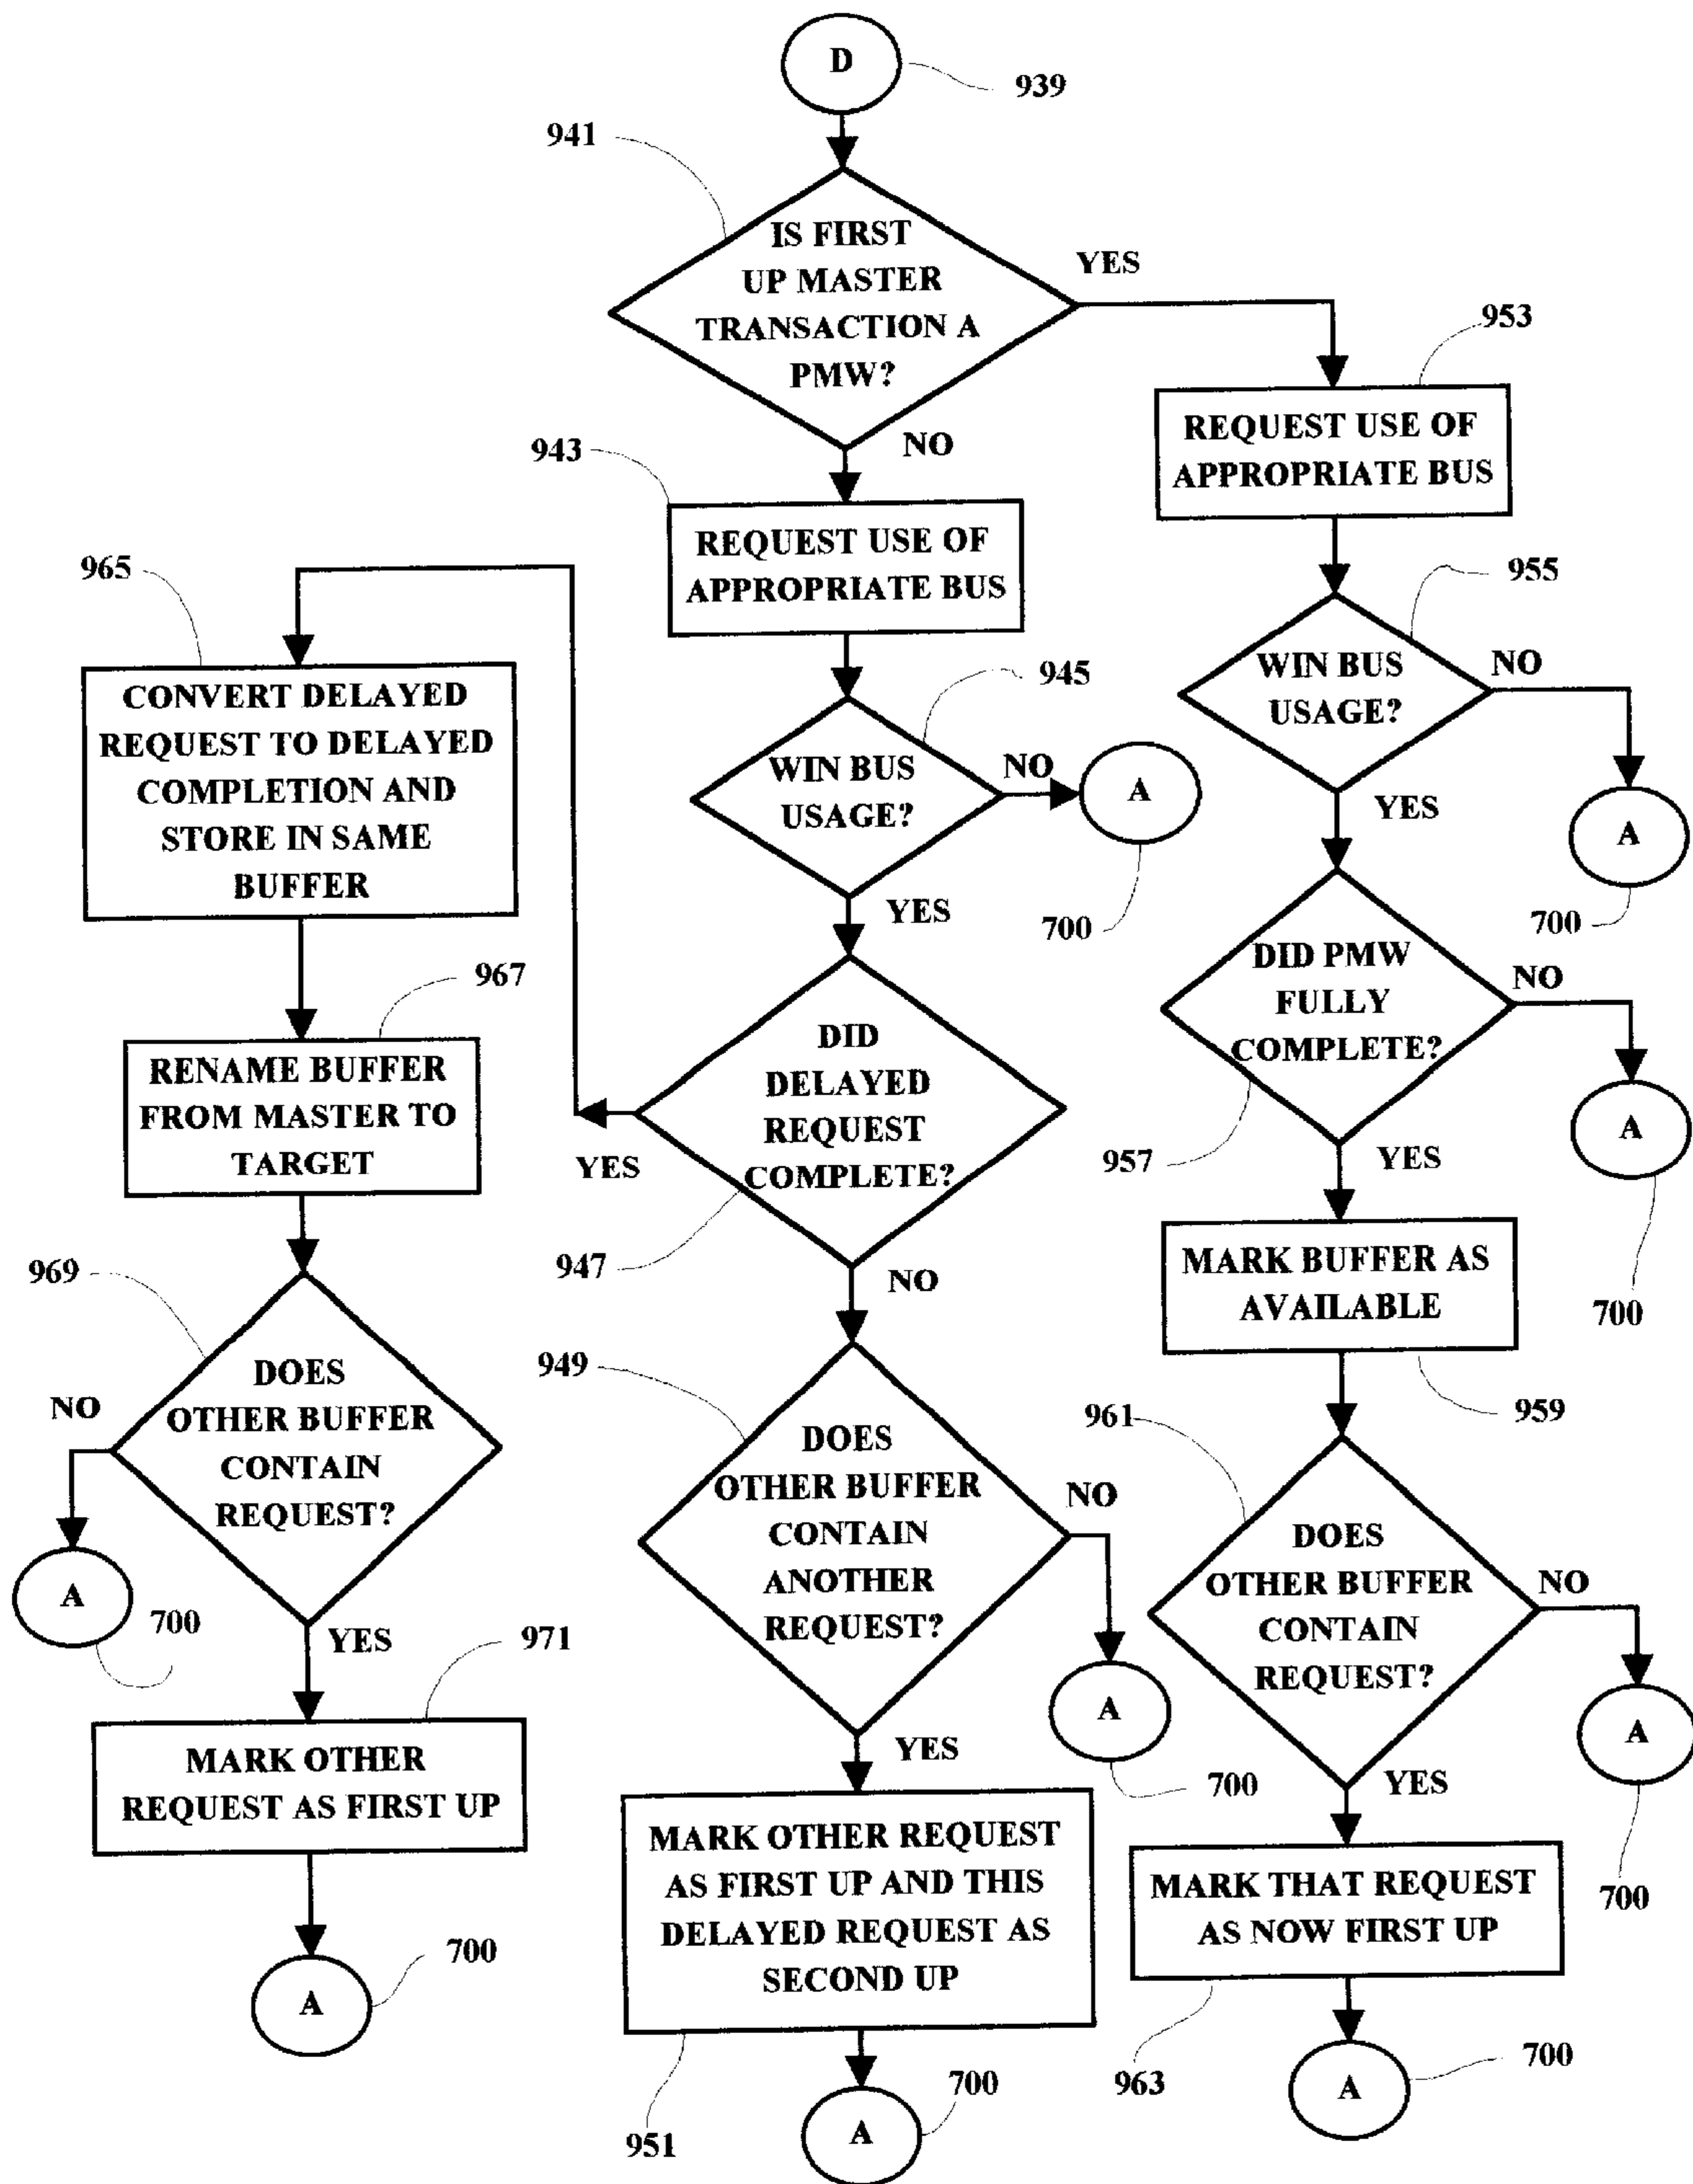 D
939
941
IS FIRST
UP MASTER
TRANSACTION A
PMW?
YES
NO
953
REQUEST USE OF
APPROPRIATE BUS
943
REQUEST USE OF
APPROPRIATE BUS
955
WIN BUS
USAGE?
NO
A
700
YES
945
WIN BUS
USAGE?
NO
A
700
YES
965
CONVERT DELAYED
REQUEST TO DELAYED
COMPLETION AND
STORE IN SAME
BUFFER
967
RENAME BUFFER
FROM MASTER TO
TARGET
DID
DELAYED
REQUEST
COMPLETE?
YES
947
NO
DID PMW
FULLY
COMPLETE?
NO
A
700
957
YES
MARK BUFFER AS
AVAILABLE
959
969
DOES
OTHER BUFFER
CONTAIN
REQUEST?
NO
A
700
YES
971
MARK OTHER
REQUEST AS FIRST UP
A
700
949
DOES
OTHER BUFFER
CONTAIN
ANOTHER
REQUEST?
NO
A
700
YES
MARK OTHER REQUEST
AS FIRST UP AND THIS
DELAYED REQUEST AS
SECOND UP
951
A
700
961
DOES
OTHER BUFFER
CONTAIN
REQUEST?
NO
A
700
YES
MARK THAT REQUEST
AS NOW FIRST UP
963
A
700